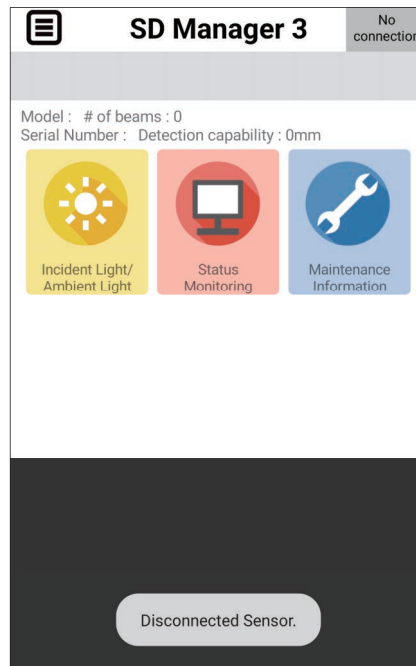 SD Manager 3
No
connection
Model : # of beams : 0
Serial Number : Detection capability : 0mm
Incident Light/
Ambient Light
Status
Monitoring
Maintenance
Information
Disconnected Sensor.